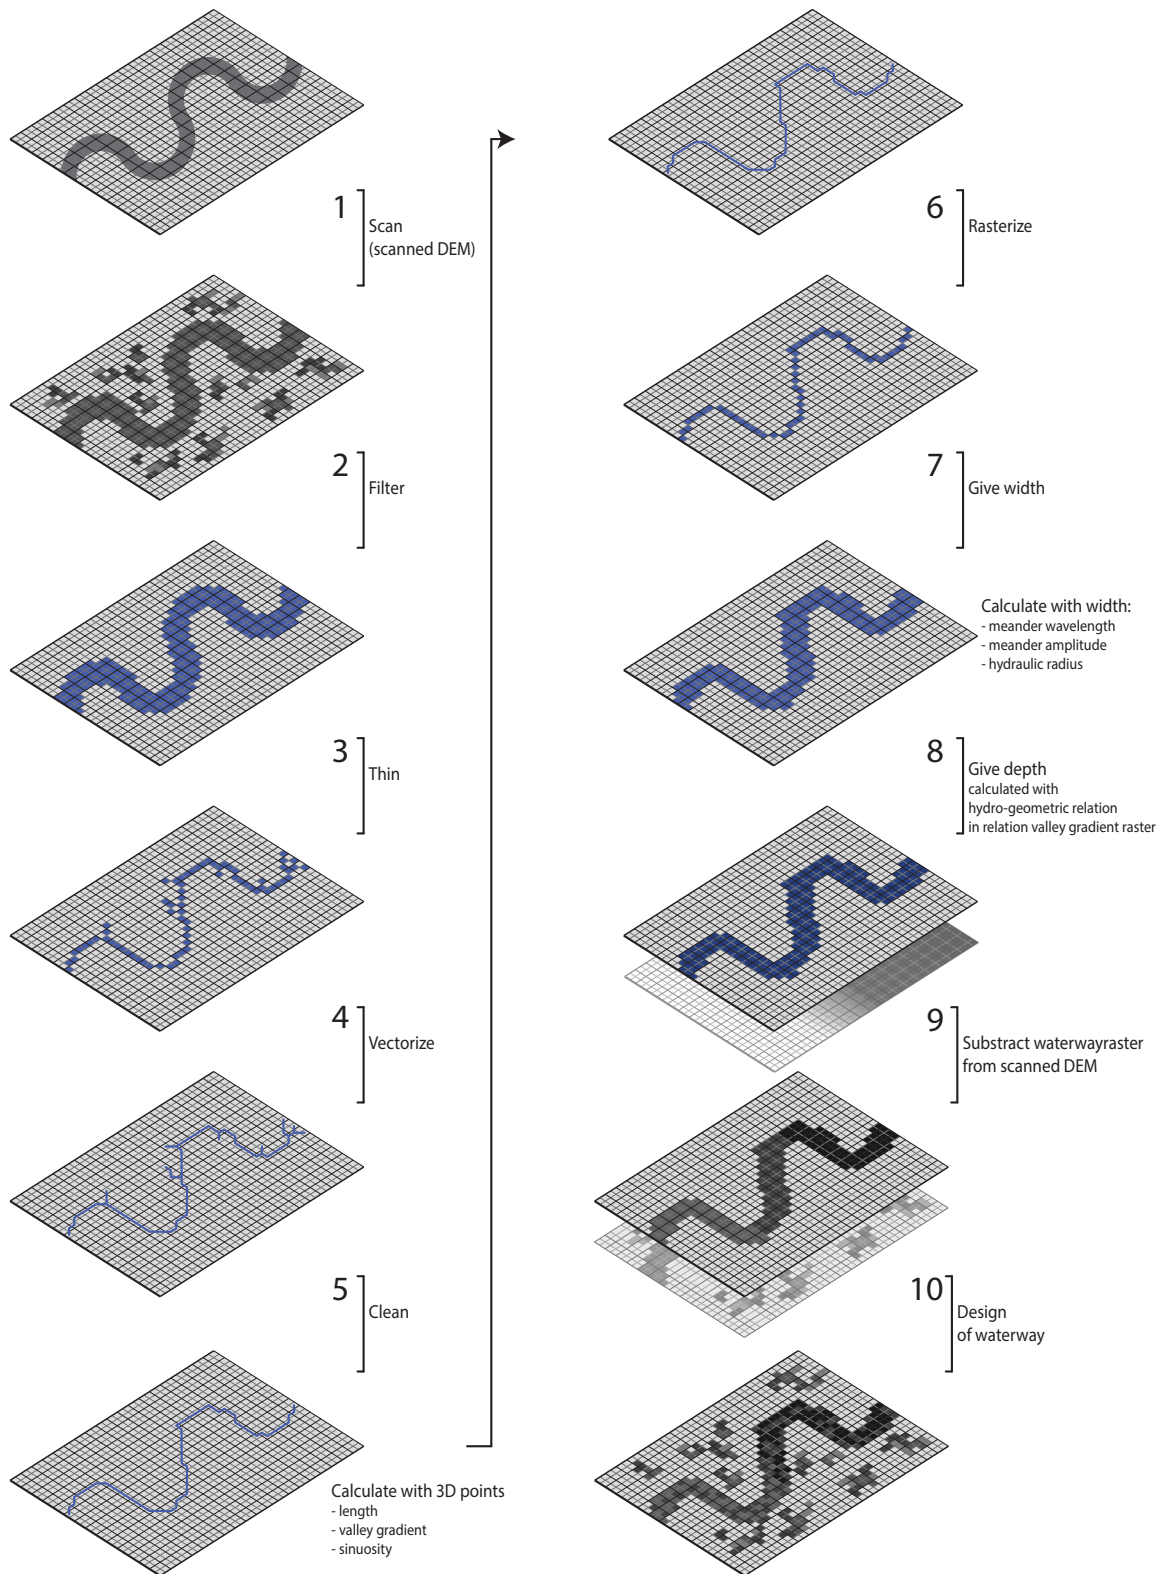 1
Scan
(scanned DEM)
2
Filter
3
Thin
4
Vectorize
5
Clean
Calculate with 3D points
- length
- valley gradient
- sinuosity
6
Rasterize
7
Give width
Calculate with width:
- meander wavelength
- meander amplitude
- hydraulic radius
8
Give depth
calculated with
hydro-geometric relation
in relation valley gradient raster
9
Substract waterwayraster
from scanned DEM
10
Design
of waterway